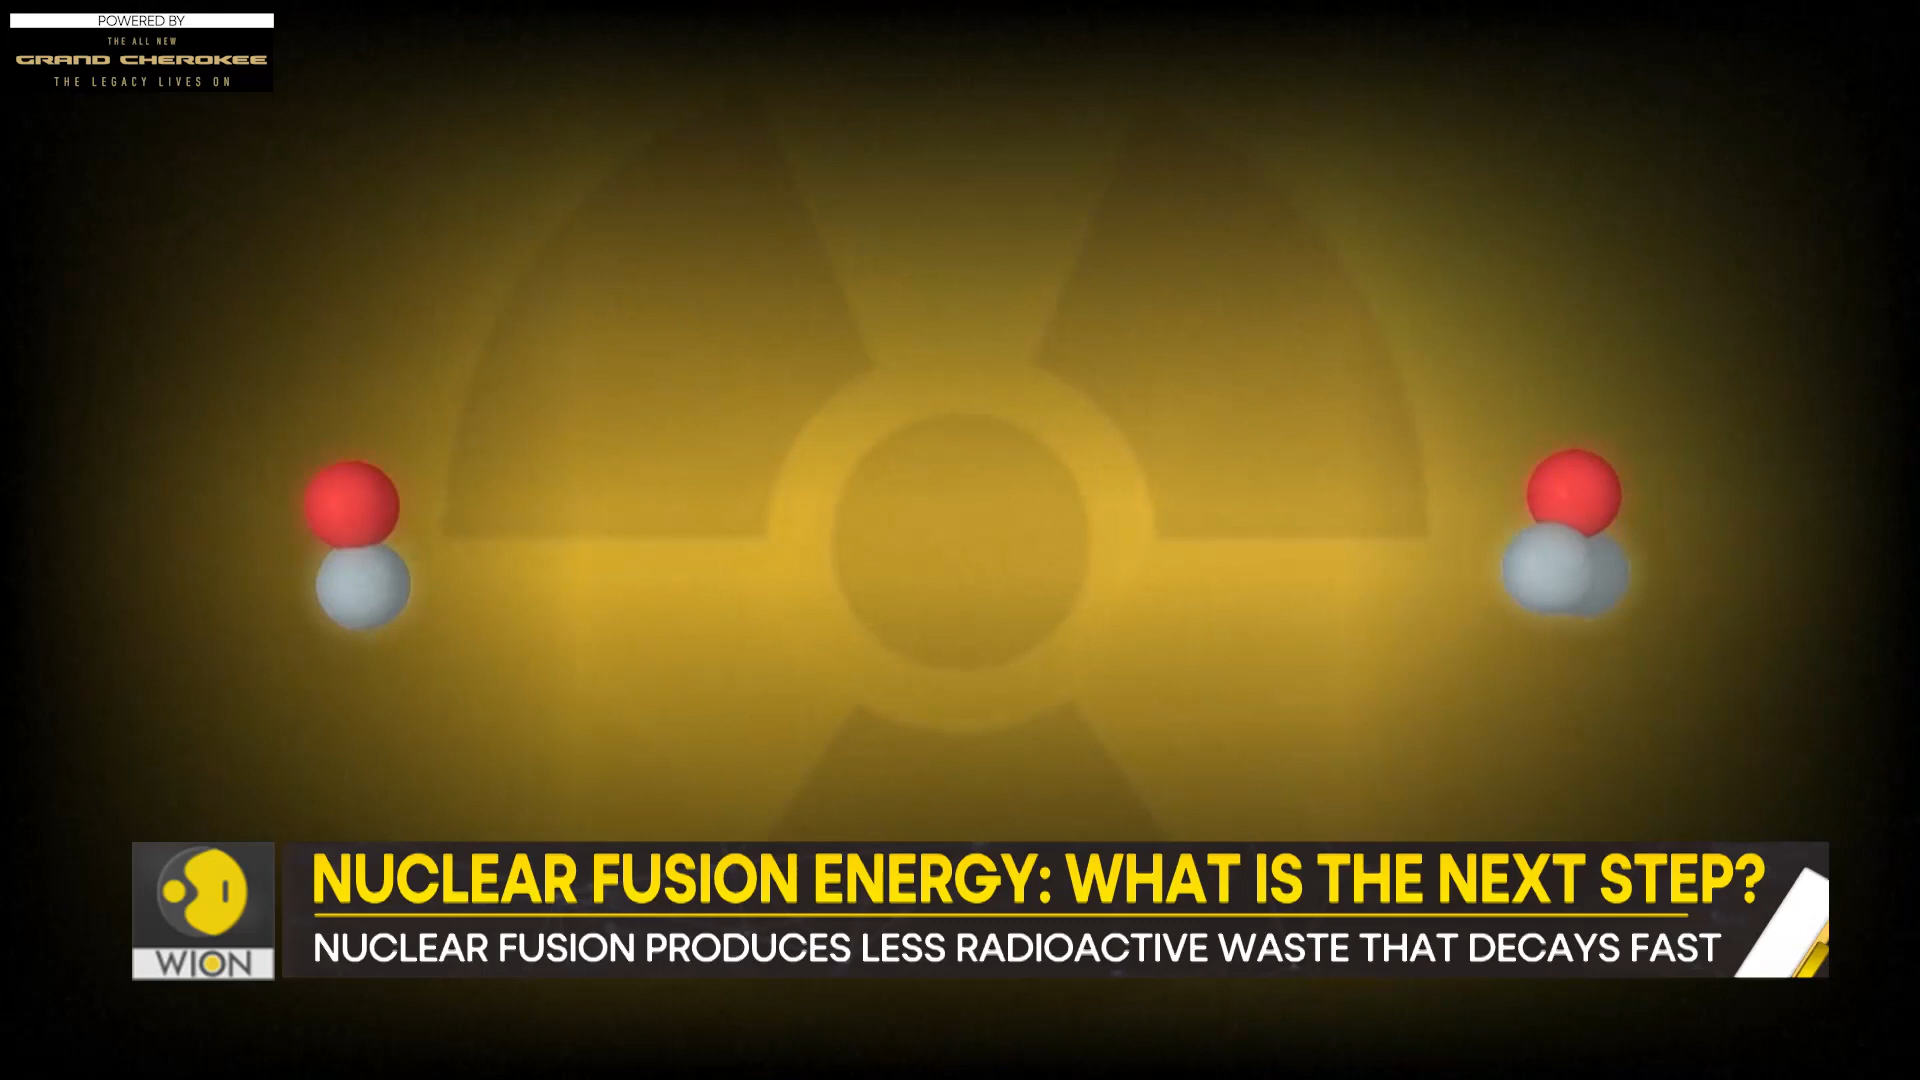 POWERED BY
THE ALL NEW
GRAND CHEROKEE
THE LEGACY LIVES ON
NUCLEAR FUSION ENERGY: WHAT IS THE NEXT STEP?
NUCLEAR FUSION PRODUCES LESS RADIOACTIVE WASTE THAT DECAYS FAST
WION